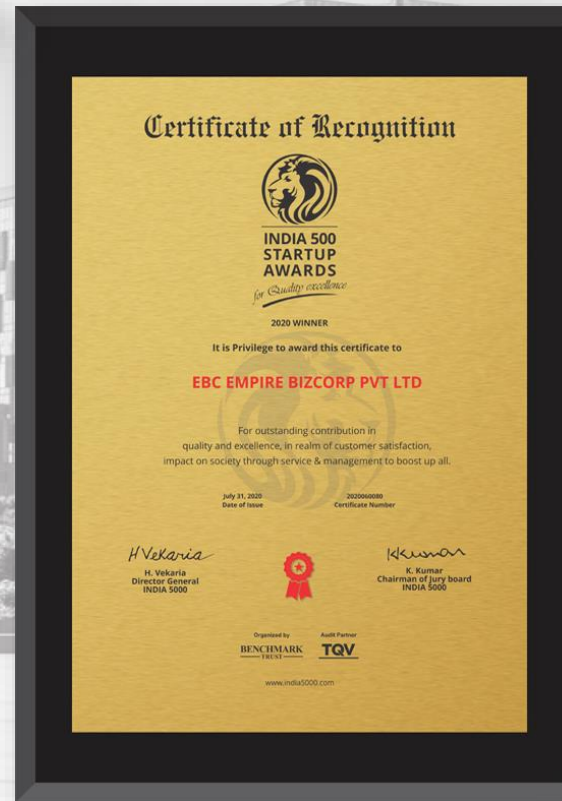 Certificate of Recognition
INDIA 500
STARTUP
AWARDS
for Quality excellence
2020 WINNER
It is Privilege to award this certificate to
EBC EMPIRE BIZCORP PVT LTD
For outstanding contribution in
quality and excellence, in realm of customer satisfaction,
impact on society through service & management to boost up all.
July 31, 2020
Date of Issue
2020060080
Certificate Number
H Vekaria
H. Vekaria
Director General
INDIA 5000
KKumar
K. Kumar
Chairman of Jury board
INDIA 5000
Organized by
BENCHMARK
TRUST
Audit Partner
TQV
www.india5000.com